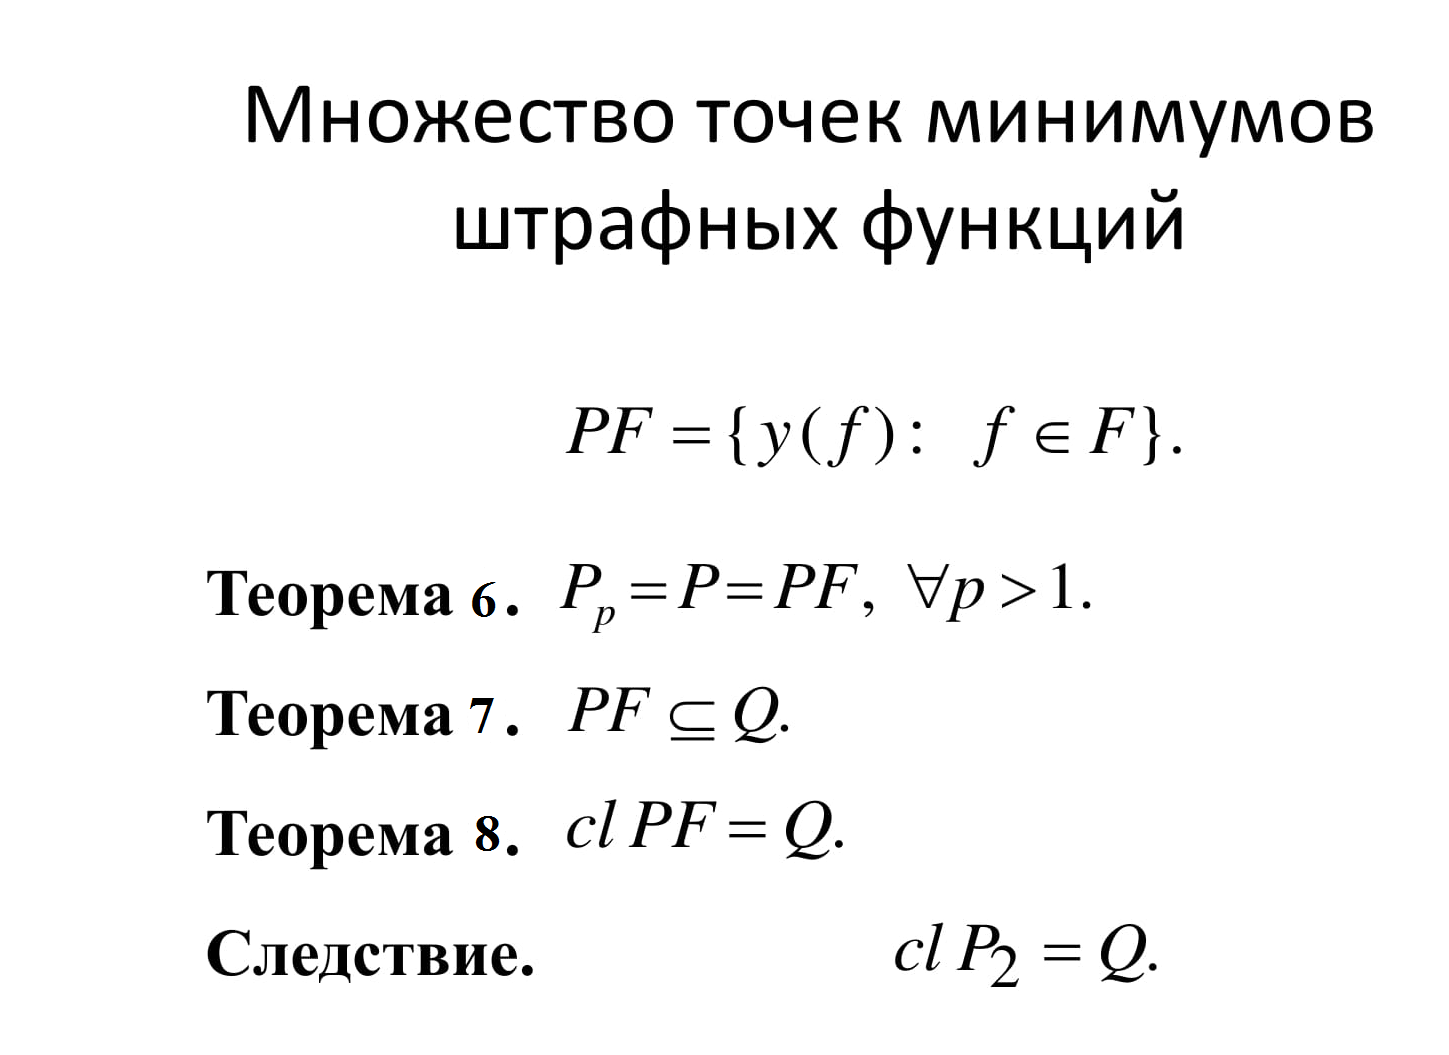 Множество точек минимумов
штрафных функций
PF = {y(f): f ∈ F}.
Теорема 6. P_p = P = PF, ∀p > 1.
Теорема 7. PF ⊆ Q.
Теорема 8. cl PF = Q.
Следствие. cl P_2 = Q.